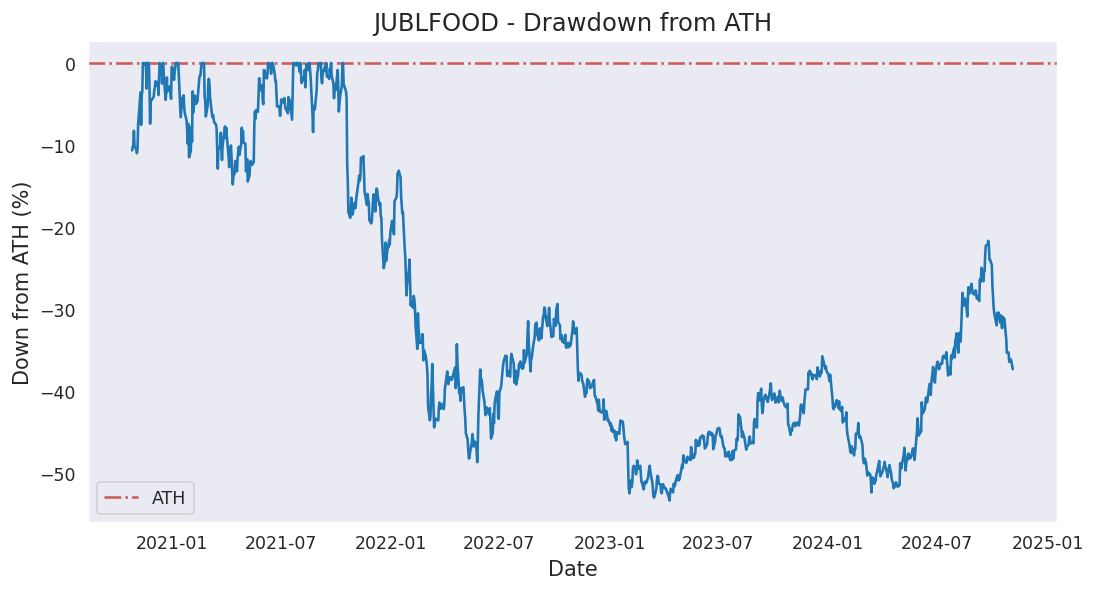 JUBLFOOD - Drawdown from ATH
Down from ATH (%)
0
−10
−20
−30
−40
−50
ATH
2021-01 2021-07 2022-01 2022-07 2023-01 2023-07 2024-01 2024-07 2025-01
Date